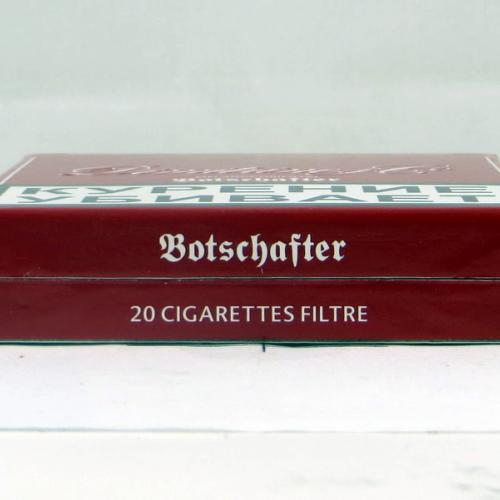 Botschafter
КУРЕНИЕ
УБИВАЕТ
Botschafter
20 CIGARETTES FILTRE